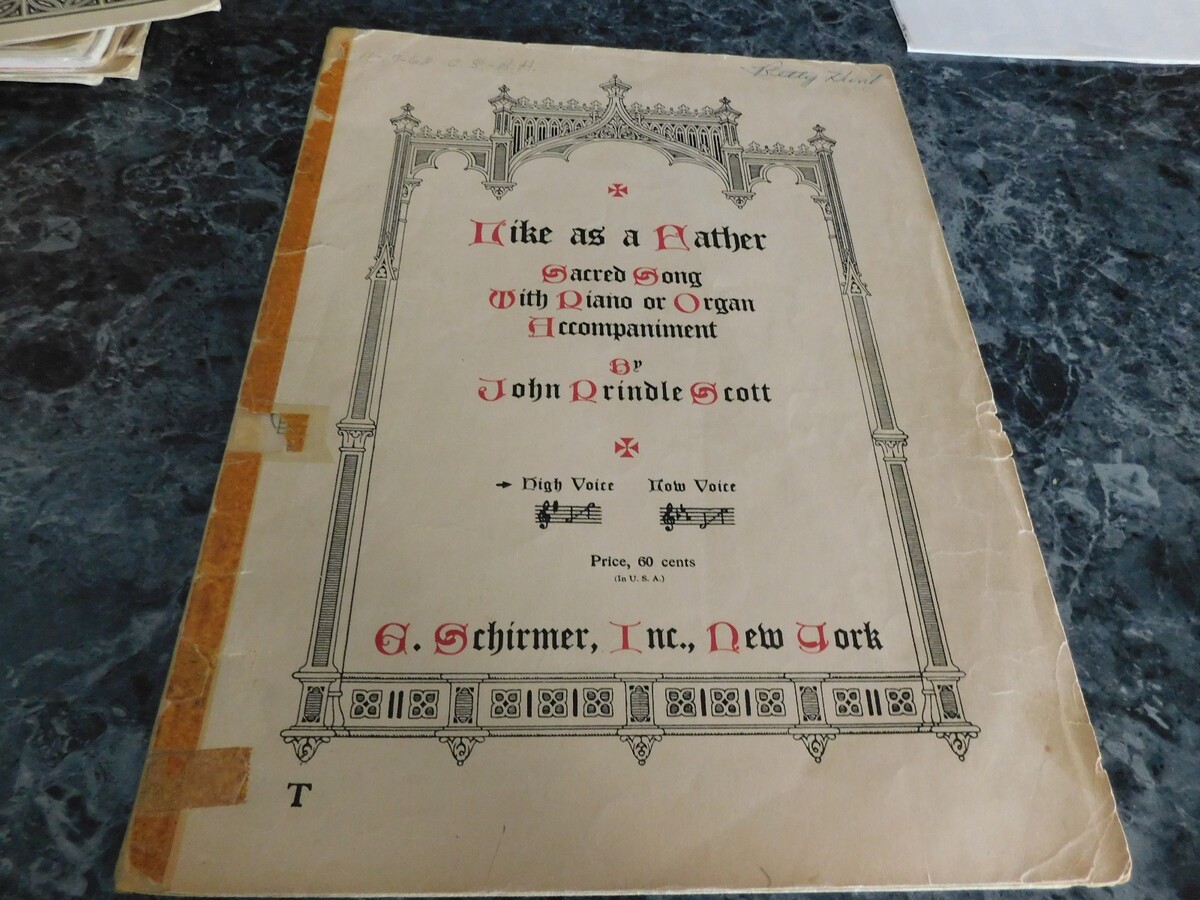 Like as a Father
Sacred Song
With Piano or Organ
Accompaniment
By
John Prindle Scott
High Voice Low Voice
Price, 60 cents
(In U. S. A.)
G. Schirmer, Inc., New York
T